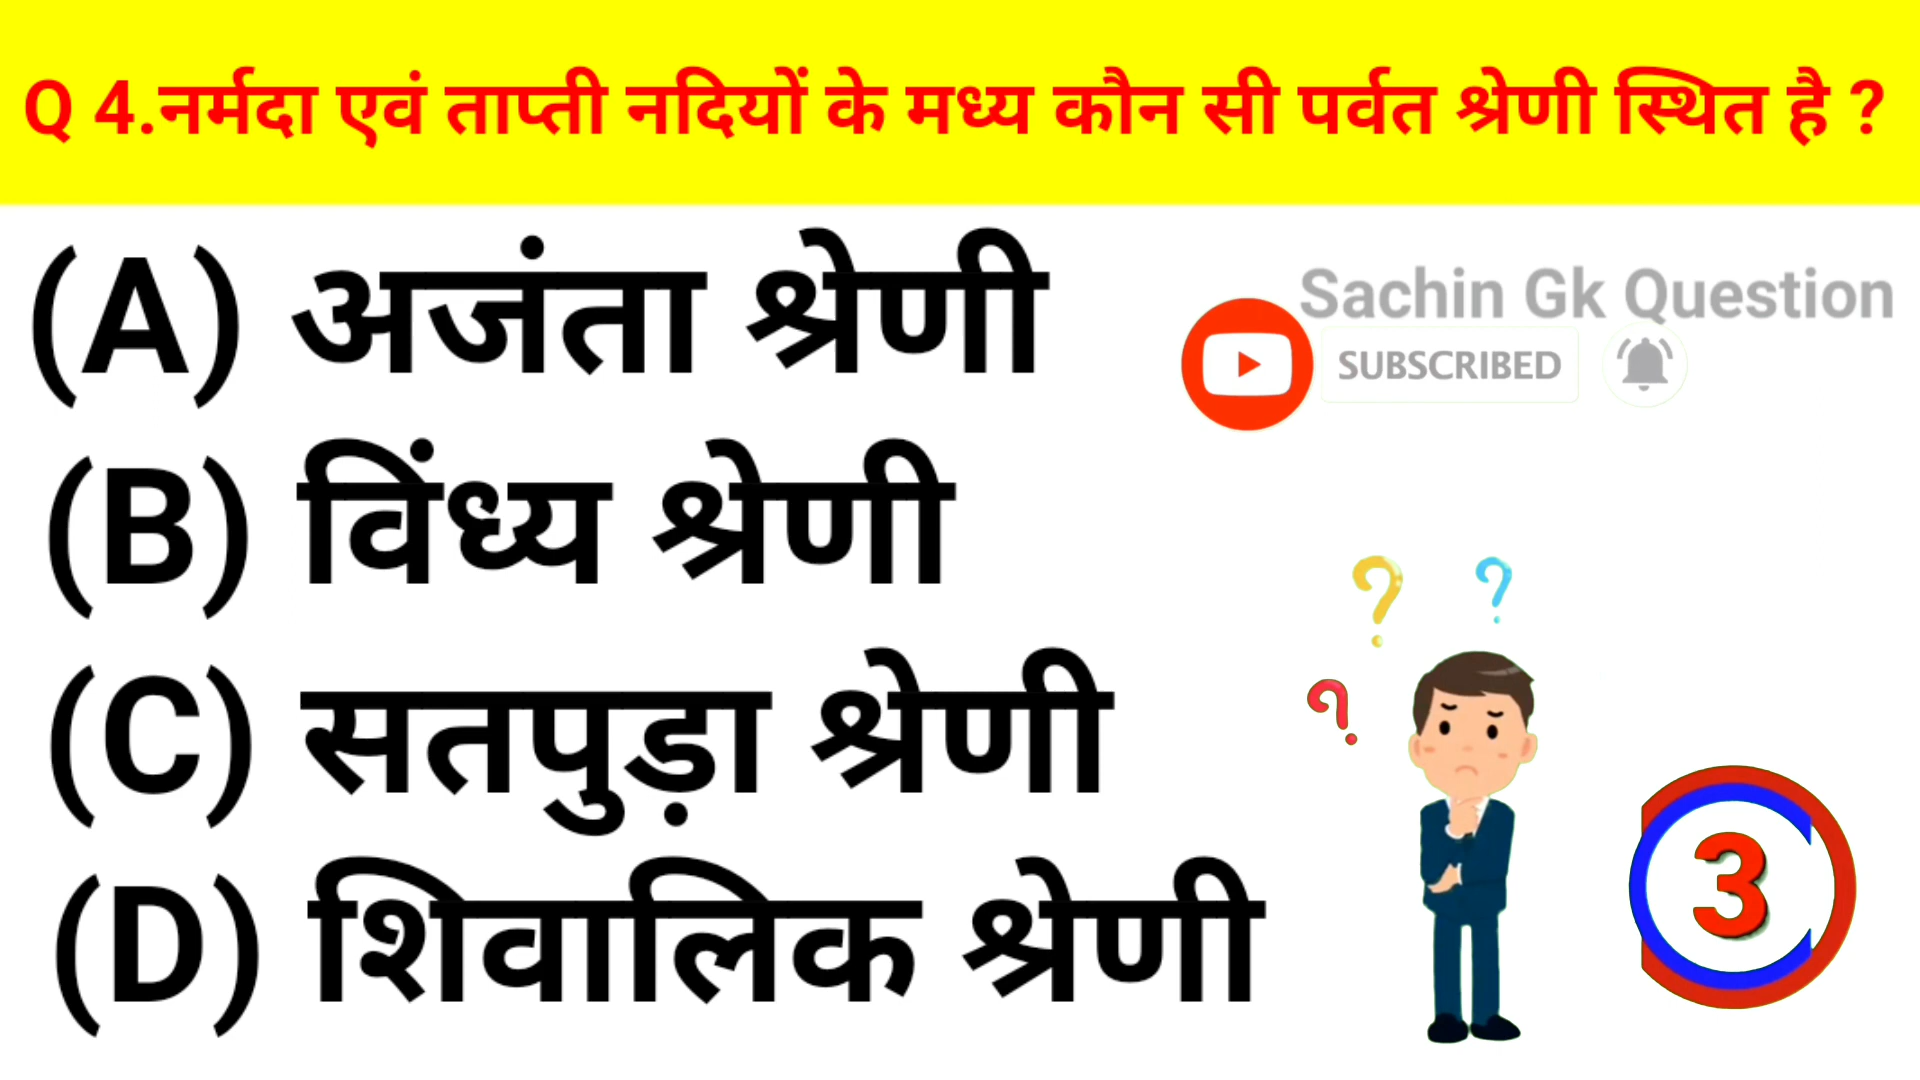 Q 4.नर्मदा एवं ताप्ती नदियों के मध्य कौन सी पर्वत श्रेणी स्थित है ?
(A) अजंता श्रेणी
Sachin Gk Question
SUBSCRIBED
(B) विंध्य श्रेणी
(C) सतपुड़ा श्रेणी
(D) शिवालिक श्रेणी
3